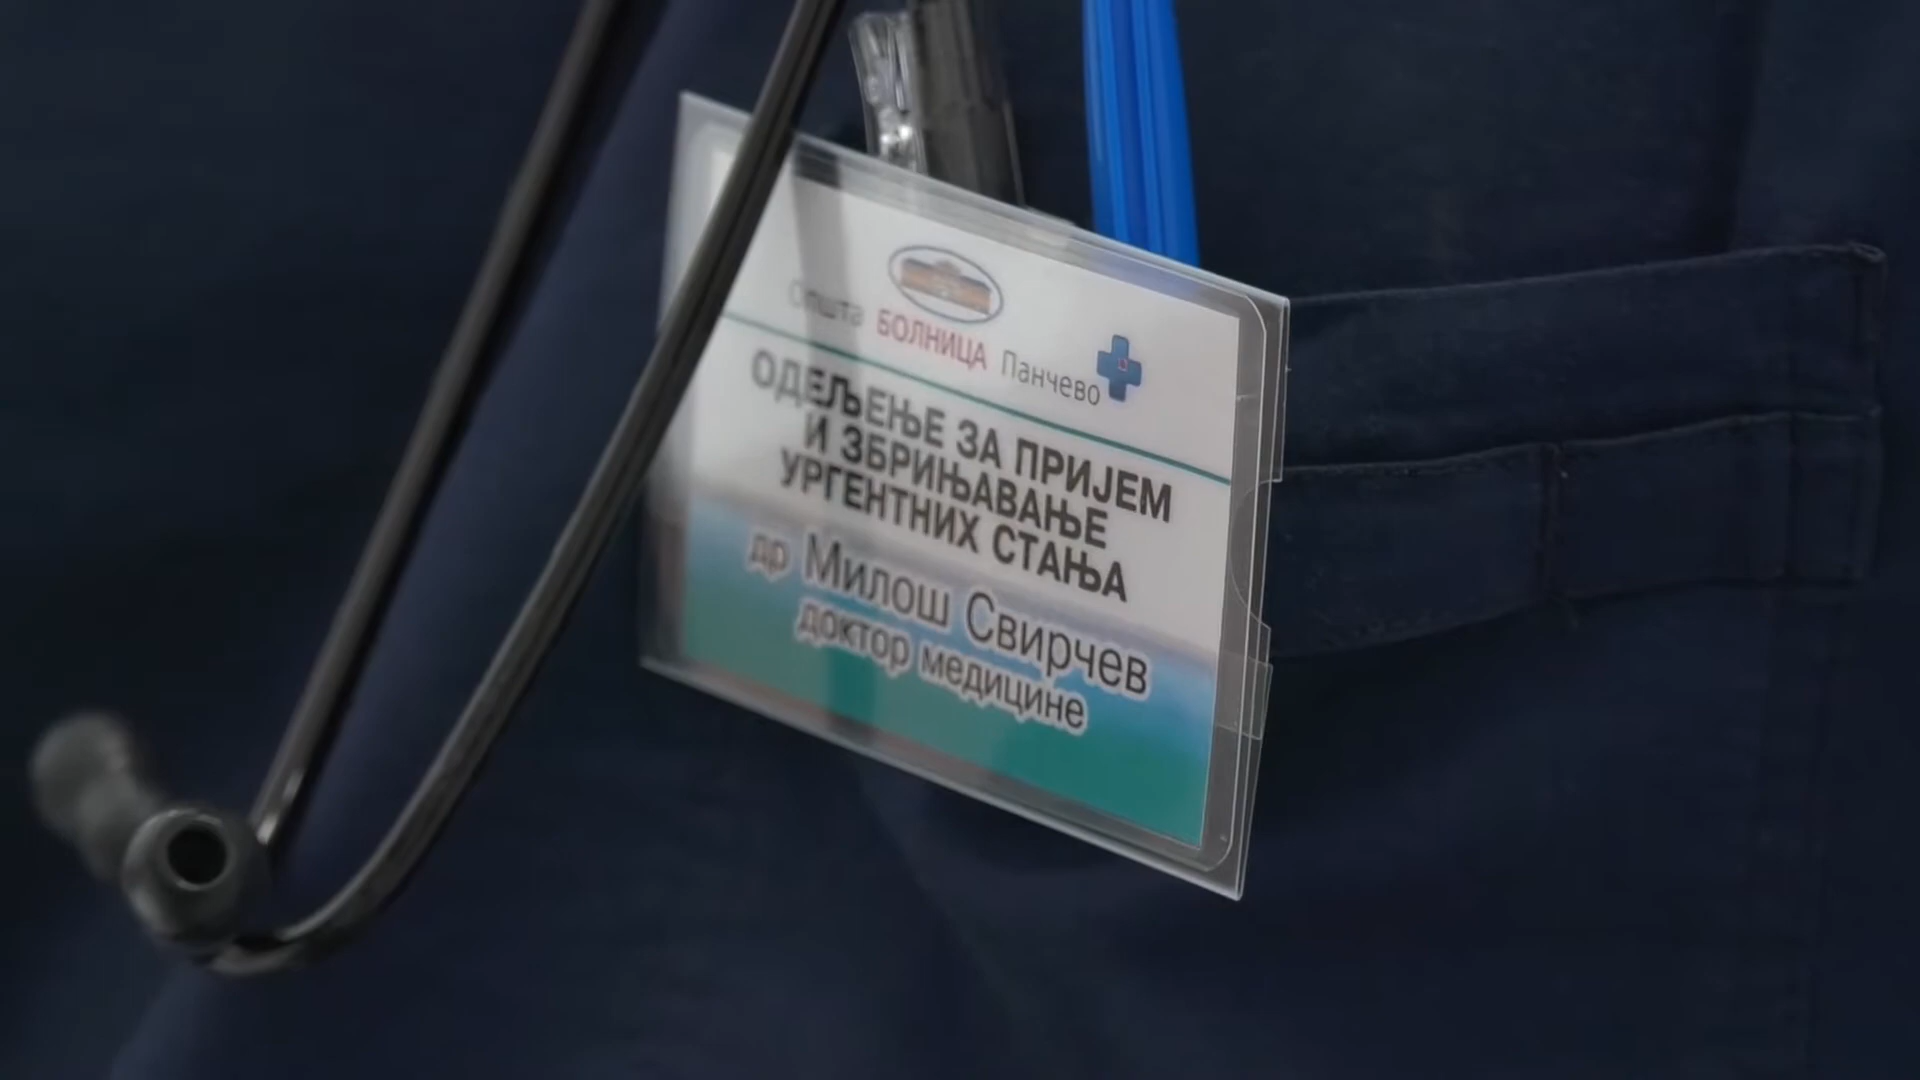 Општа БОЛНИЦА Панчево
ОДЕЉЕЊЕ ЗА ПРИЈЕМ
И ЗБРИЊАВАЊЕ
УРГЕНТНИХ СТАЊА
др Милош Свирчев
доктор медицине